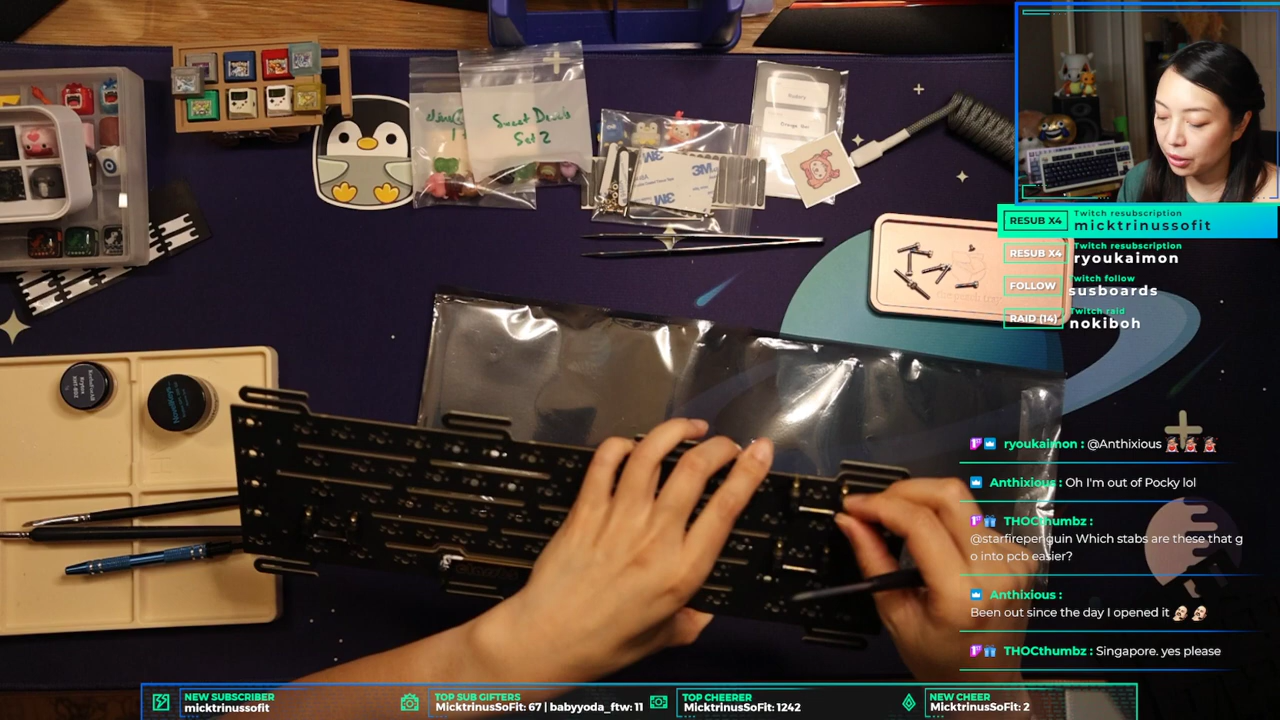 Sweet Devils
Set 2
3M
3M
RESUB X4
Twitch resubscription
micktrinussofit
RESUB X4
Twitch resubscription
ryoukaimon
FOLLOW
Twitch follow
susboards
RAID (14)
Twitch raid
nokiboh
ryoukaimon : @Anthixious
Anthixious : Oh I'm out of Pocky lol
THOCthumbz :
@starfirepenguin Which stabs are these that g
o into pcb easier?
Anthixious :
Been out since the day I opened it
THOCthumbz : Singapore. yes please
NEW SUBSCRIBER
micktrinussofit
TOP SUB GIFTERS
MicktrinusSoFit: 67 | babyyoda_ftw: 11
TOP CHEERER
MicktrinusSoFit: 1242
NEW CHEER
MicktrinusSoFit: 2